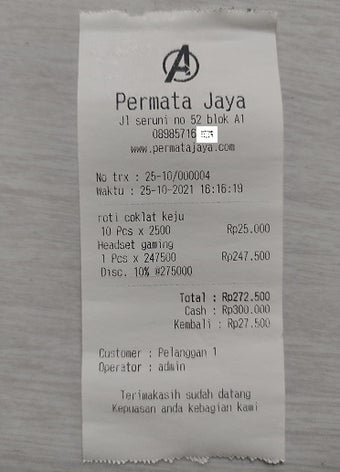 Permata Jaya
Jl seruni no 52 blok A1
08985716
www.permatajaya.com
No trx : 25-10/000004
Waktu : 25-10-2021 16:16:19
roti coklat keju
10 Pcs x 2500 Rp25.000
Headset gaming
1 Pcs x 247500 Rp247.500
Disc. 10% @275000
Total : Rp272.500
Cash : Rp300.000
Kembali : Rp27.500
Customer : Pelanggan 1
Operator : admin
Terimakasih sudah datang
Kepuasan anda kebagian kami